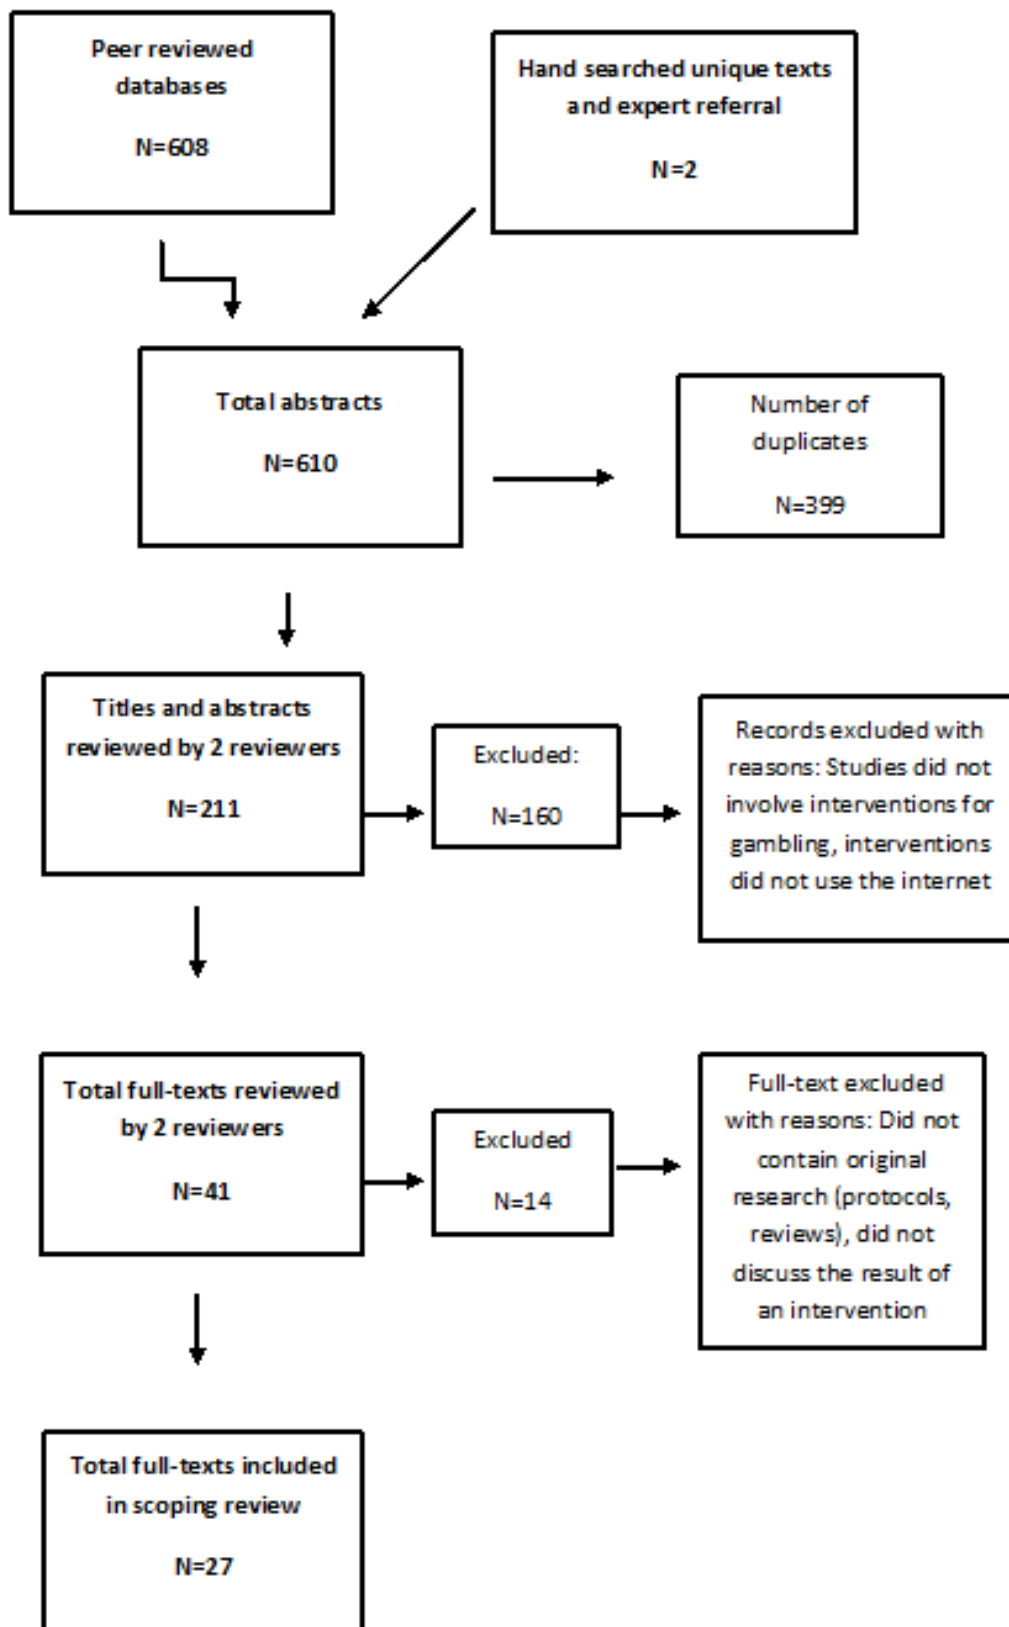 Peer reviewed
databases
N=608
Hand searched unique texts
and expert referral
N=2
Total abstracts
N=610
Number of
duplicates
N=399
Titles and abstracts
reviewed by 2 reviewers
N=211
Excluded:
N=160
Records excluded with
reasons: Studies did not
involve interventions for
gambling, interventions
did not use the internet
Total full-texts reviewed
by 2 reviewers
N=41
Excluded
N=14
Full-text excluded
with reasons: Did not
contain original
research (protocols,
reviews), did not
discuss the result of
an intervention
Total full-texts included
in scoping review
N=27